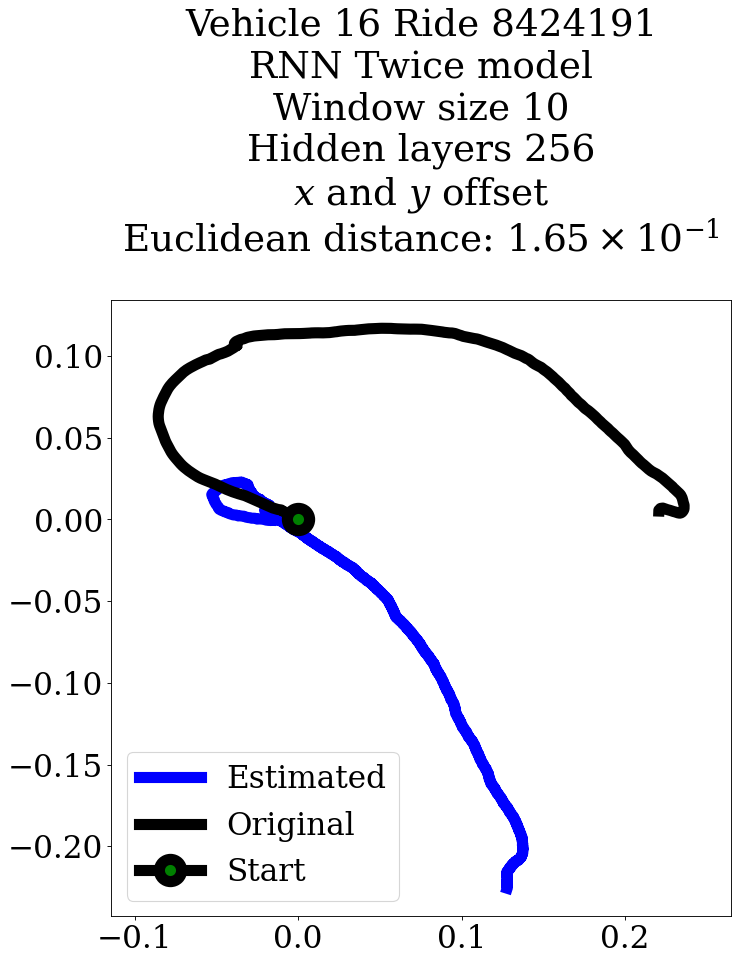 Vehicle 16 Ride 8424191
RNN Twice model
Window size 10
Hidden layers 256
x and y offset
Euclidean distance: 1.65 × 10⁻¹
0.10
0.05
0.00
−0.05
−0.10
−0.15
−0.20
Estimated
Original
Start
−0.1 0.0 0.1 0.2